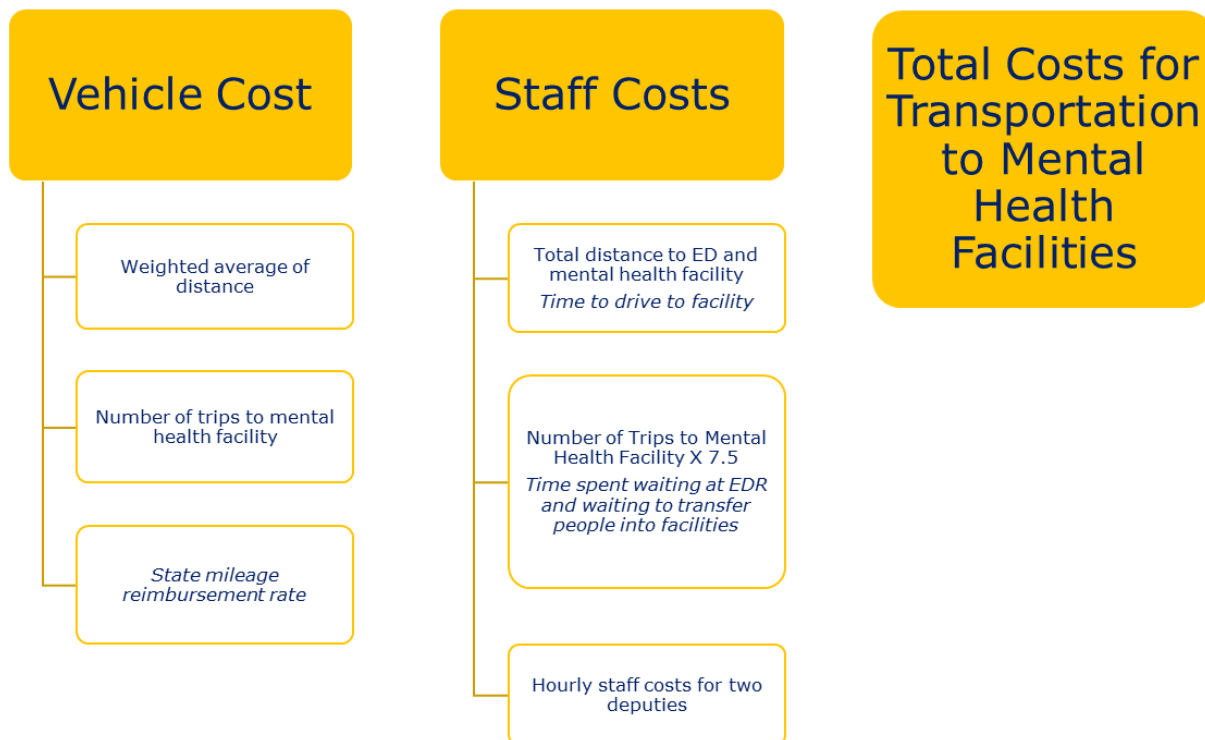 Vehicle Cost
Weighted average of
distance
Number of trips to mental
health facility
State mileage
reimbursement rate
Staff Costs
Total distance to ED and
mental health facility
Time to drive to facility
Number of Trips to Mental
Health Facility X 7.5
Time spent waiting at EDR
and waiting to transfer
people into facilities
Hourly staff costs for two
deputies
Total Costs for
Transportation
to Mental
Health
Facilities